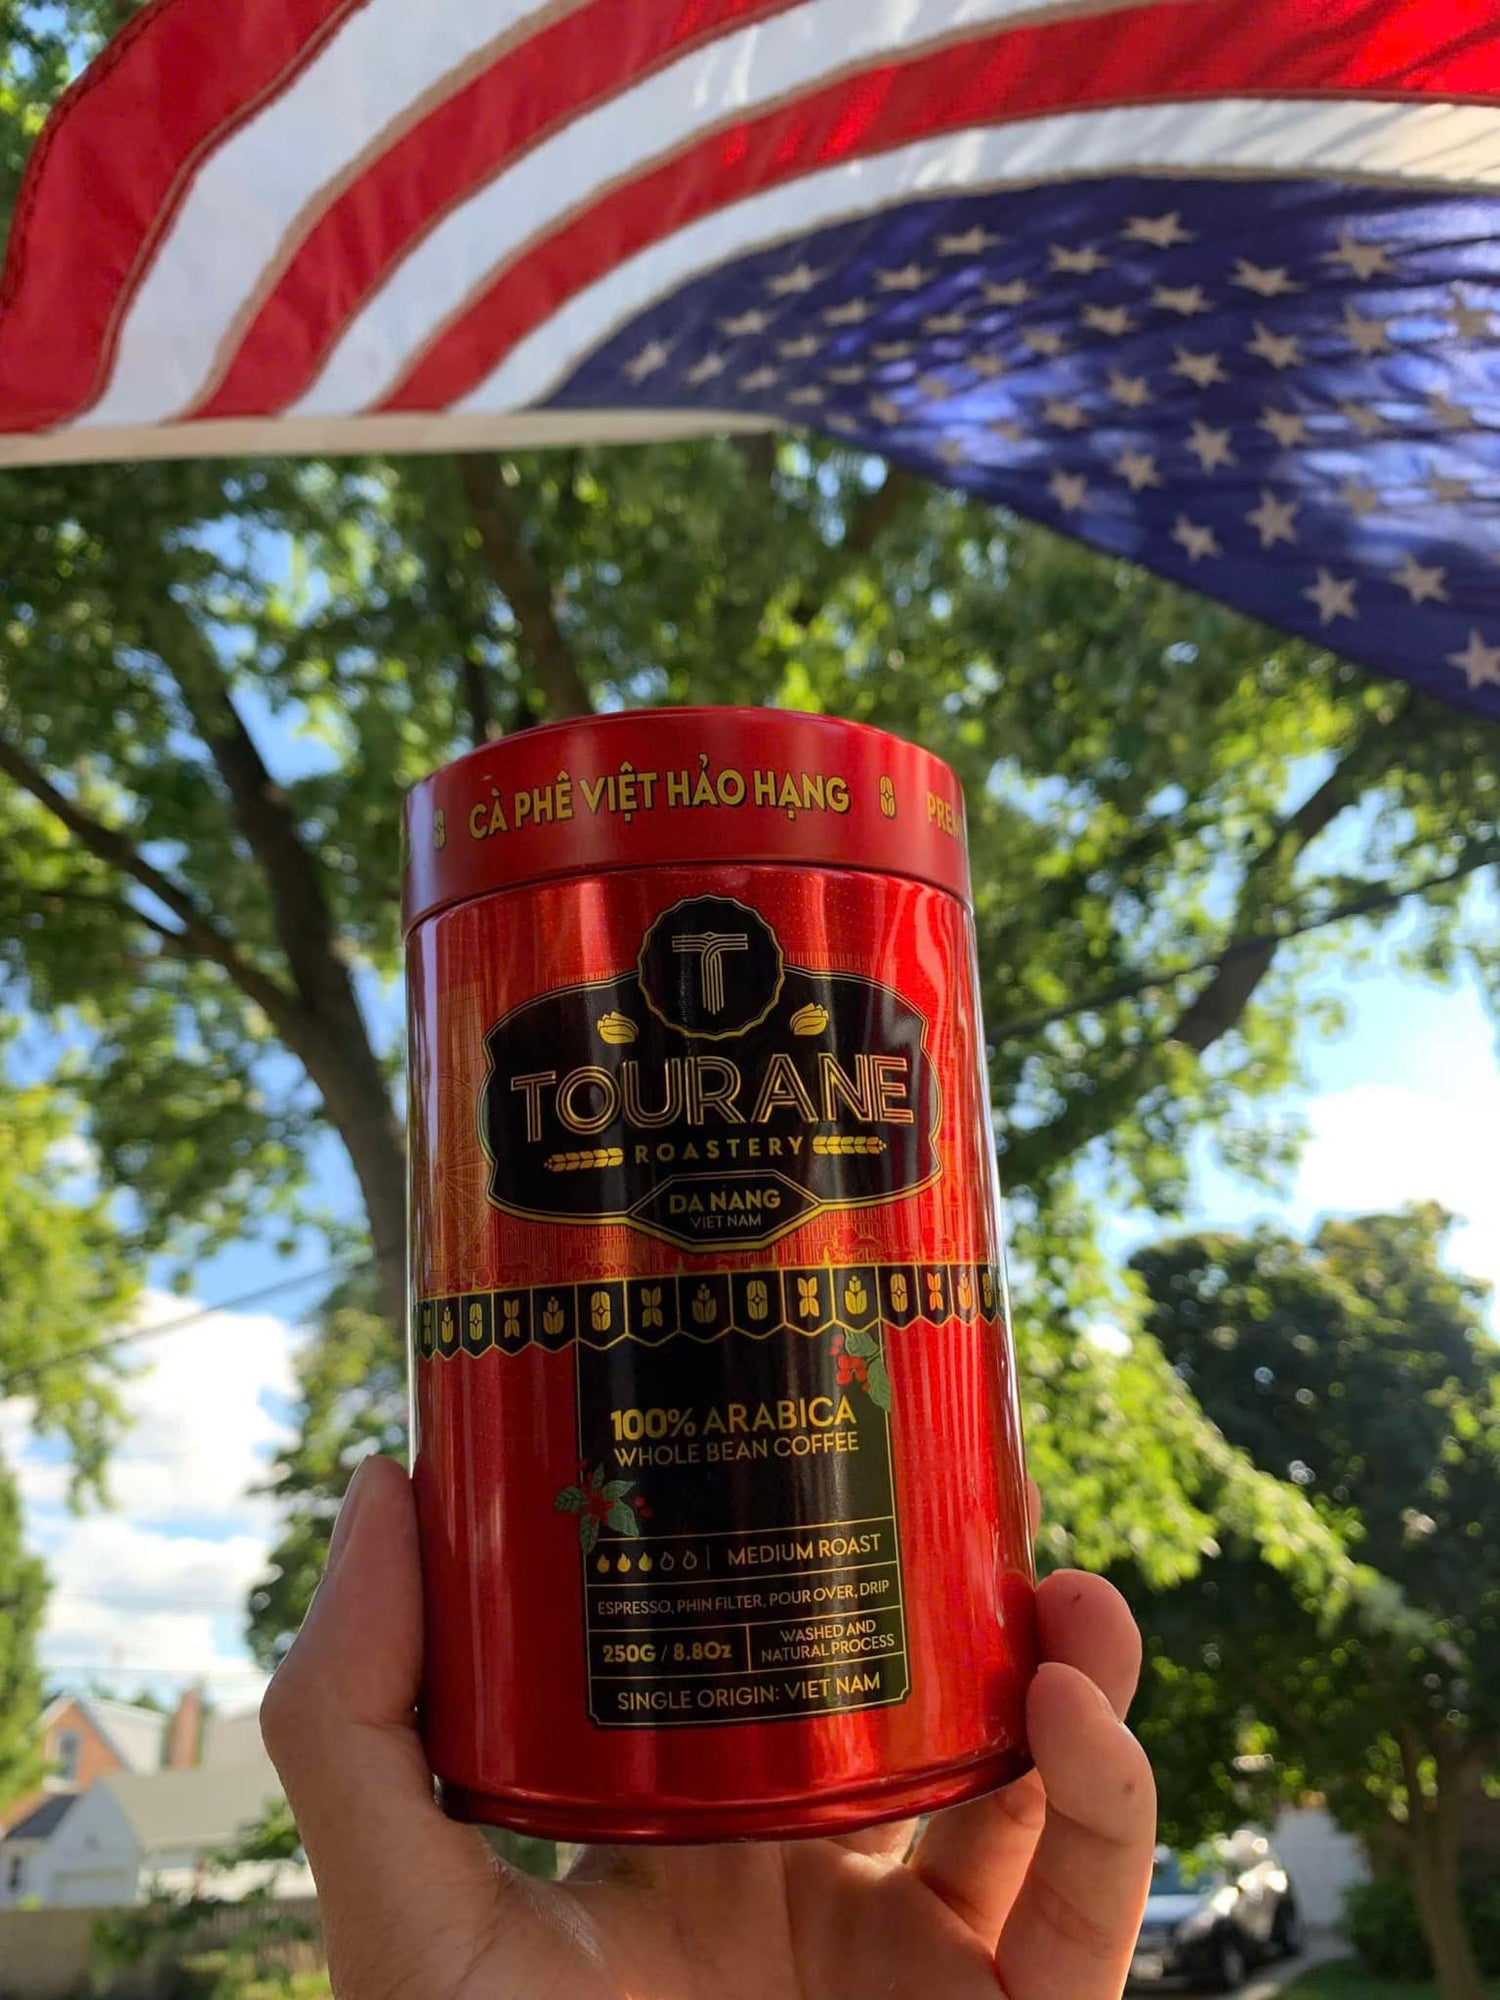 CÀ PHÊ VIỆT HẢO HẠNG
T
TOURANE
ROASTERY
DA NANG
VIET NAM
100% ARABICA
WHOLE BEAN COFFEE
MEDIUM ROAST
ESPRESSO, PHIN FILTER, POUR OVER, DRIP
250G / 8.8Oz
WASHED AND
NATURAL PROCESS
SINGLE ORIGIN: VIET NAM